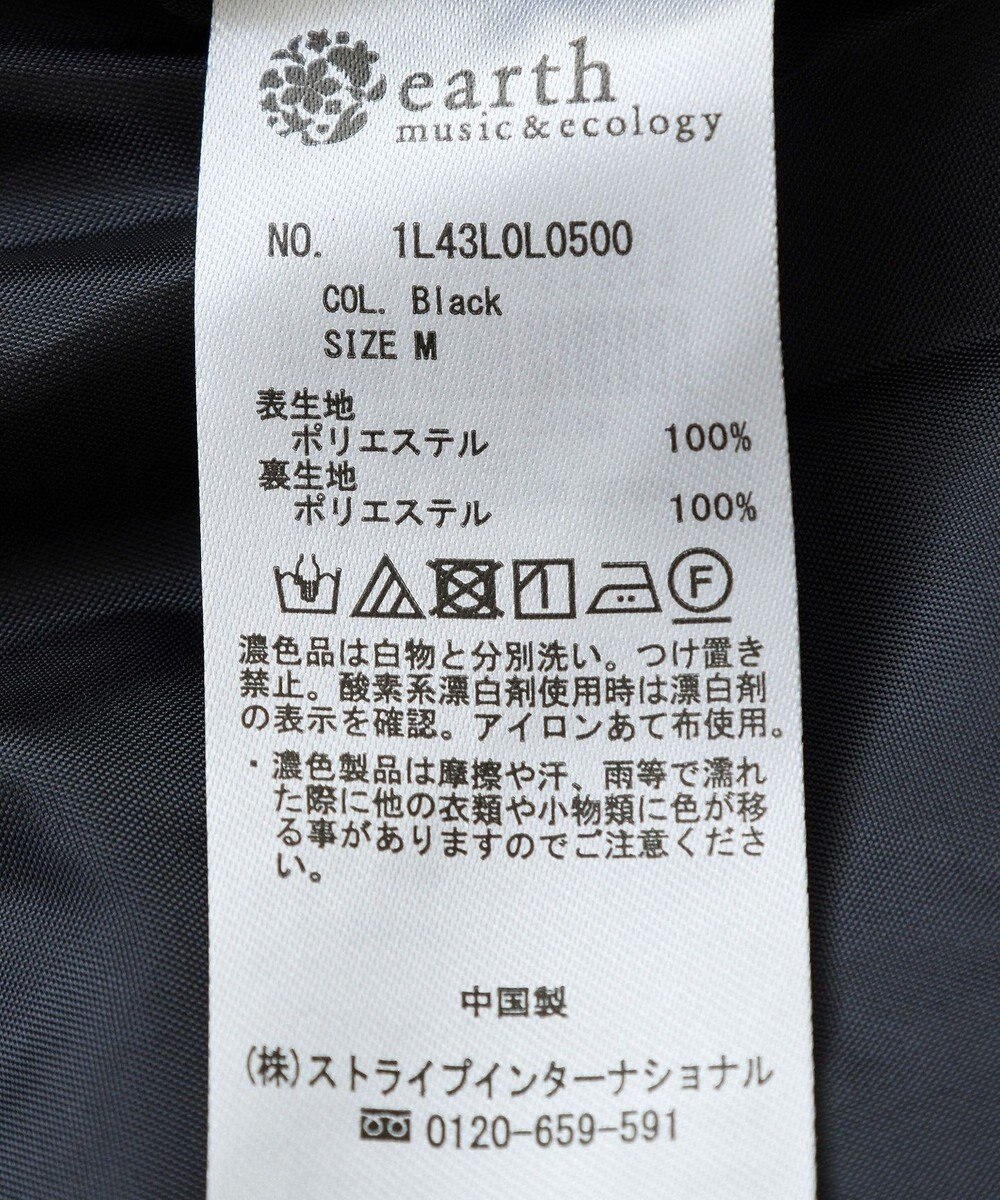 earth
music&ecology
NO. 1L43L0L0500
COL. Black
SIZE M
表生地
ポリエステル 100%
裏生地
ポリエステル 100%
F
濃色品は白物と分別洗い。つけ置き
禁止。酸素系漂白剤使用時は漂白剤
の表示を確認。アイロンあて布使用。
・濃色製品は摩擦や汗、雨等で濡れ
た際に他の衣類や小物類に色が移
る事がありますのでご注意くださ
い。
中国製
(株)ストライプインターナショナル
0120-659-591